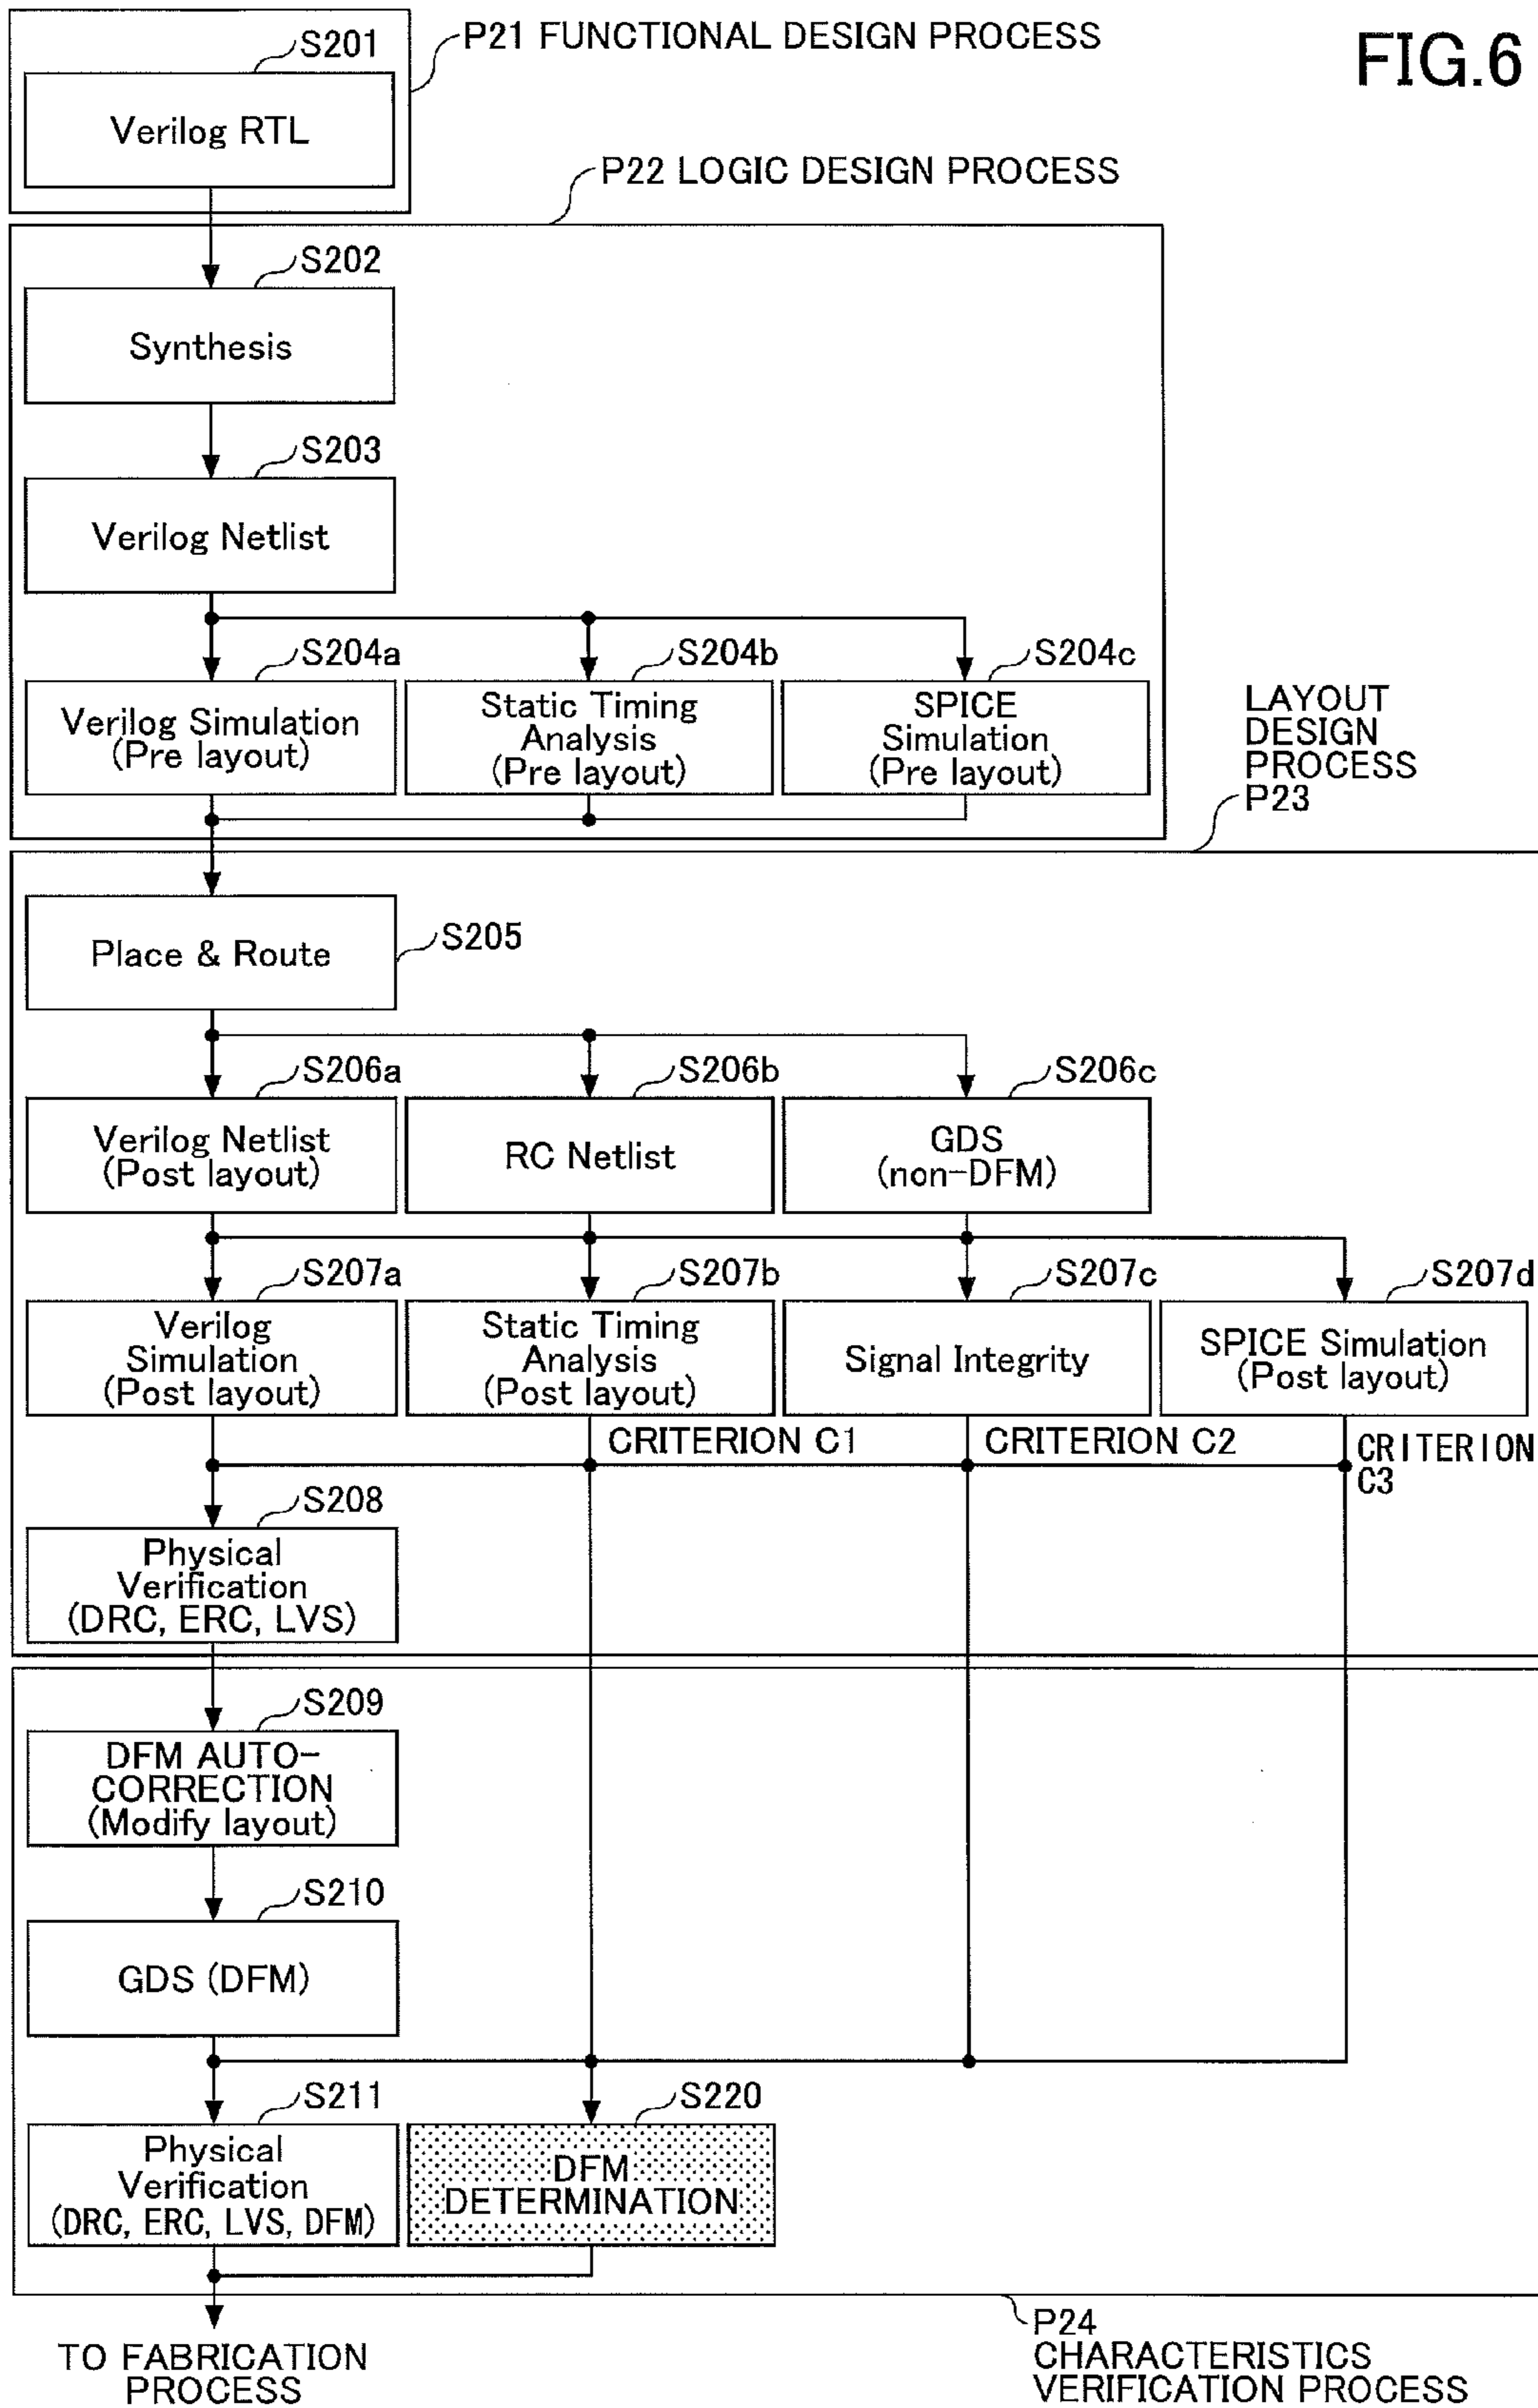 FIG.6
S201
P21 FUNCTIONAL DESIGN PROCESS
Verilog RTL
P22 LOGIC DESIGN PROCESS
S202
Synthesis
S203
Verilog Netlist
S204a
S204b
S204c
Verilog Simulation
(Pre layout)
Static Timing
Analysis
(Pre layout)
SPICE
Simulation
(Pre layout)
LAYOUT
DESIGN
PROCESS
P23
Place & Route
S205
S206a
S206b
S206c
Verilog Netlist
(Post layout)
RC Netlist
GDS
(non-DFM)
S207a
S207b
S207c
S207d
Verilog
Simulation
(Post layout)
Static Timing
Analysis
(Post layout)
Signal Integrity
SPICE Simulation
(Post layout)
CRITERION C1
CRITERION C2
CRITERION
C3
S208
Physical
Verification
(DRC, ERC, LVS)
S209
DFM AUTO-
CORRECTION
(Modify layout)
S210
GDS (DFM)
S211
S220
Physical
Verification
(DRC, ERC, LVS, DFM)
DFM
DETERMINATION
TO FABRICATION
PROCESS
P24
CHARACTERISTICS
VERIFICATION PROCESS